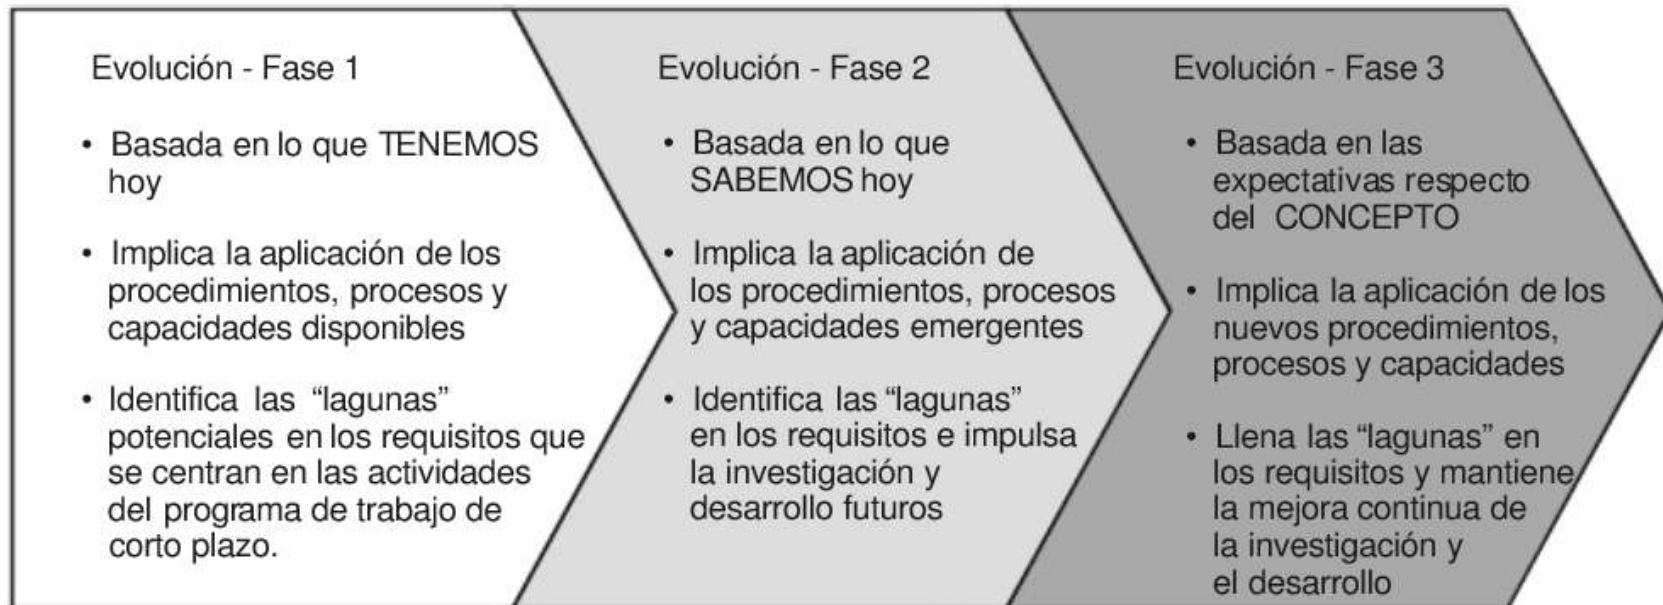 Evolución - Fase 1
• Basada en lo que TENEMOS
hoy
• Implica la aplicación de los
procedimientos, procesos y
capacidades disponibles
• Identifica las “lagunas”
potenciales en los requisitos que
se centran en las actividades
del programa de trabajo de
corto plazo.
Evolución - Fase 2
• Basada en lo que
SABEMOS hoy
• Implica la aplicación de
los procedimientos, procesos
y capacidades emergentes
• Identifica las “lagunas”
en los requisitos e impulsa
la investigación y
desarrollo futuros
Evolución - Fase 3
• Basada en las
expectativas respecto
del CONCEPTO
• Implica la aplicación de los
nuevos procedimientos,
procesos y capacidades
• Llena las “lagunas” en
los requisitos y mantiene
la mejora continua de
la investigación y
el desarrollo